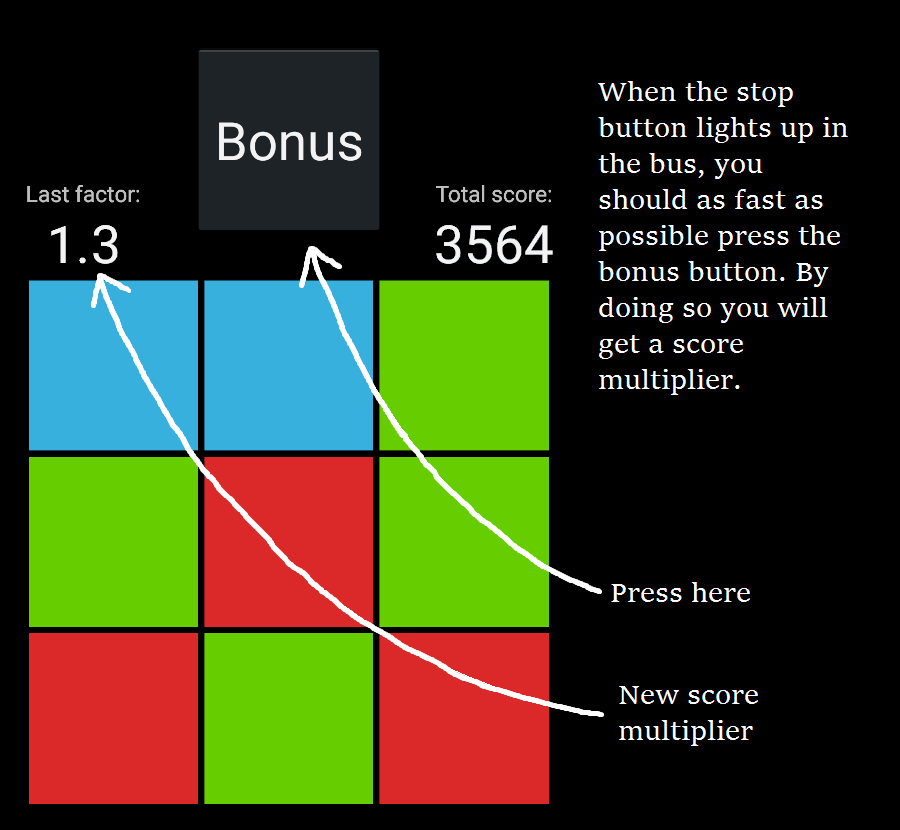 Bonus
Last factor:
1.3
Total score:
3564
When the stop
button lights up in
the bus, you
should as fast as
possible press the
bonus button. By
doing so you will
get a score
multiplier.
Press here
New score
multiplier